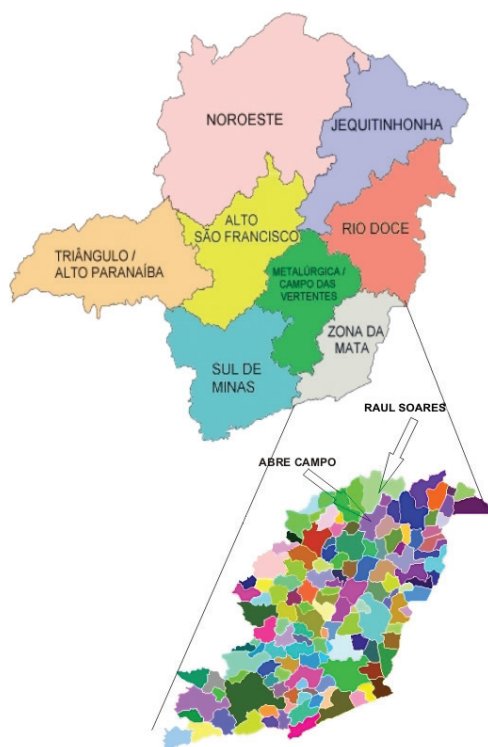 NOROESTE
JEQUITINHONHA
ALTO
SÃO FRANCISCO
RIO DOCE
TRIÂNGULO /
ALTO PARANAÍBA
METALÚRGICA /
CAMPO DAS
VERTENTES
ZONA DA
MATA
SUL DE
MINAS
RAUL SOARES
ABRE CAMPO